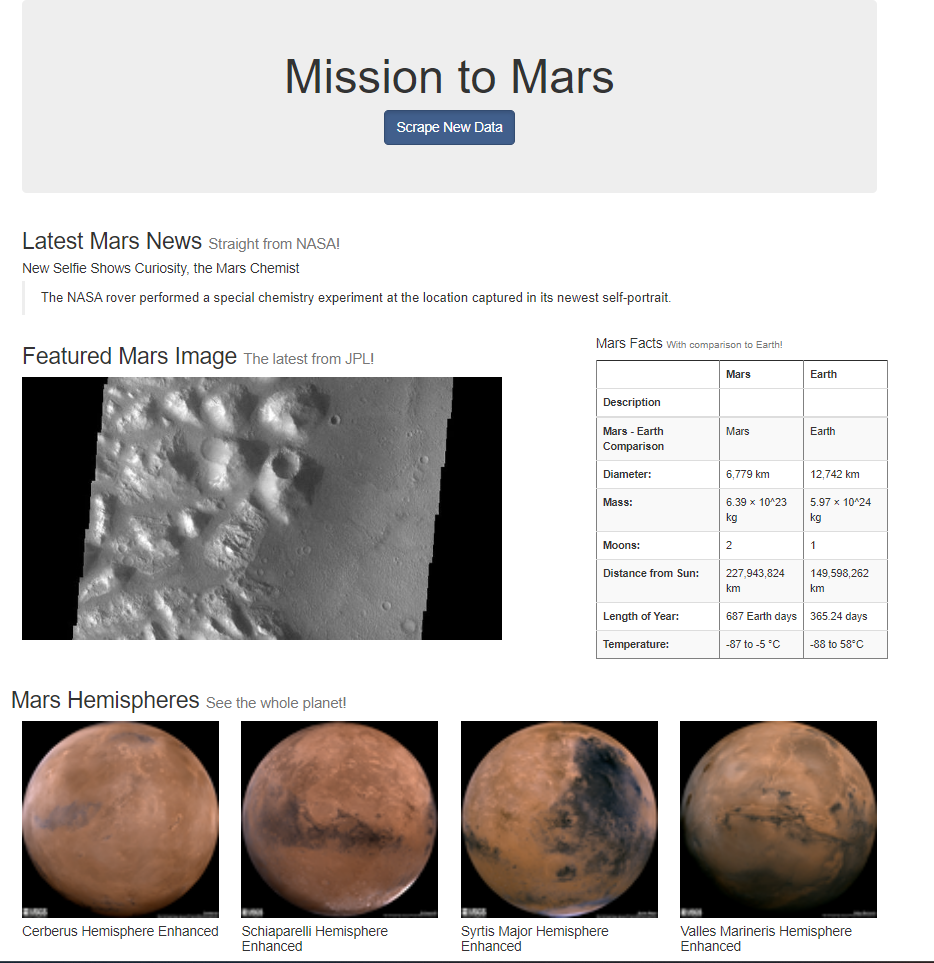 Mission to Mars
Scrape New Data
Latest Mars News Straight from NASA!
New Selfie Shows Curiosity, the Mars Chemist
The NASA rover performed a special chemistry experiment at the location captured in its newest self-portrait.
Featured Mars Image The latest from JPL!
Mars Facts With comparison to Earth!
Mars Earth
Description
Mars - Earth Comparison Mars Earth
Diameter: 6,779 km 12,742 km
Mass: 6.39 × 10^23 kg 5.97 × 10^24 kg
Moons: 2 1
Distance from Sun: 227,943,824 km 149,598,262 km
Length of Year: 687 Earth days 365.24 days
Temperature: -87 to -5 °C -88 to 58°C
Mars Hemispheres See the whole planet!
USGS
USGS
USGS
USGS
Cerberus Hemisphere Enhanced
Schiaparelli Hemisphere
Enhanced
Syrtis Major Hemisphere
Enhanced
Valles Marineris Hemisphere
Enhanced